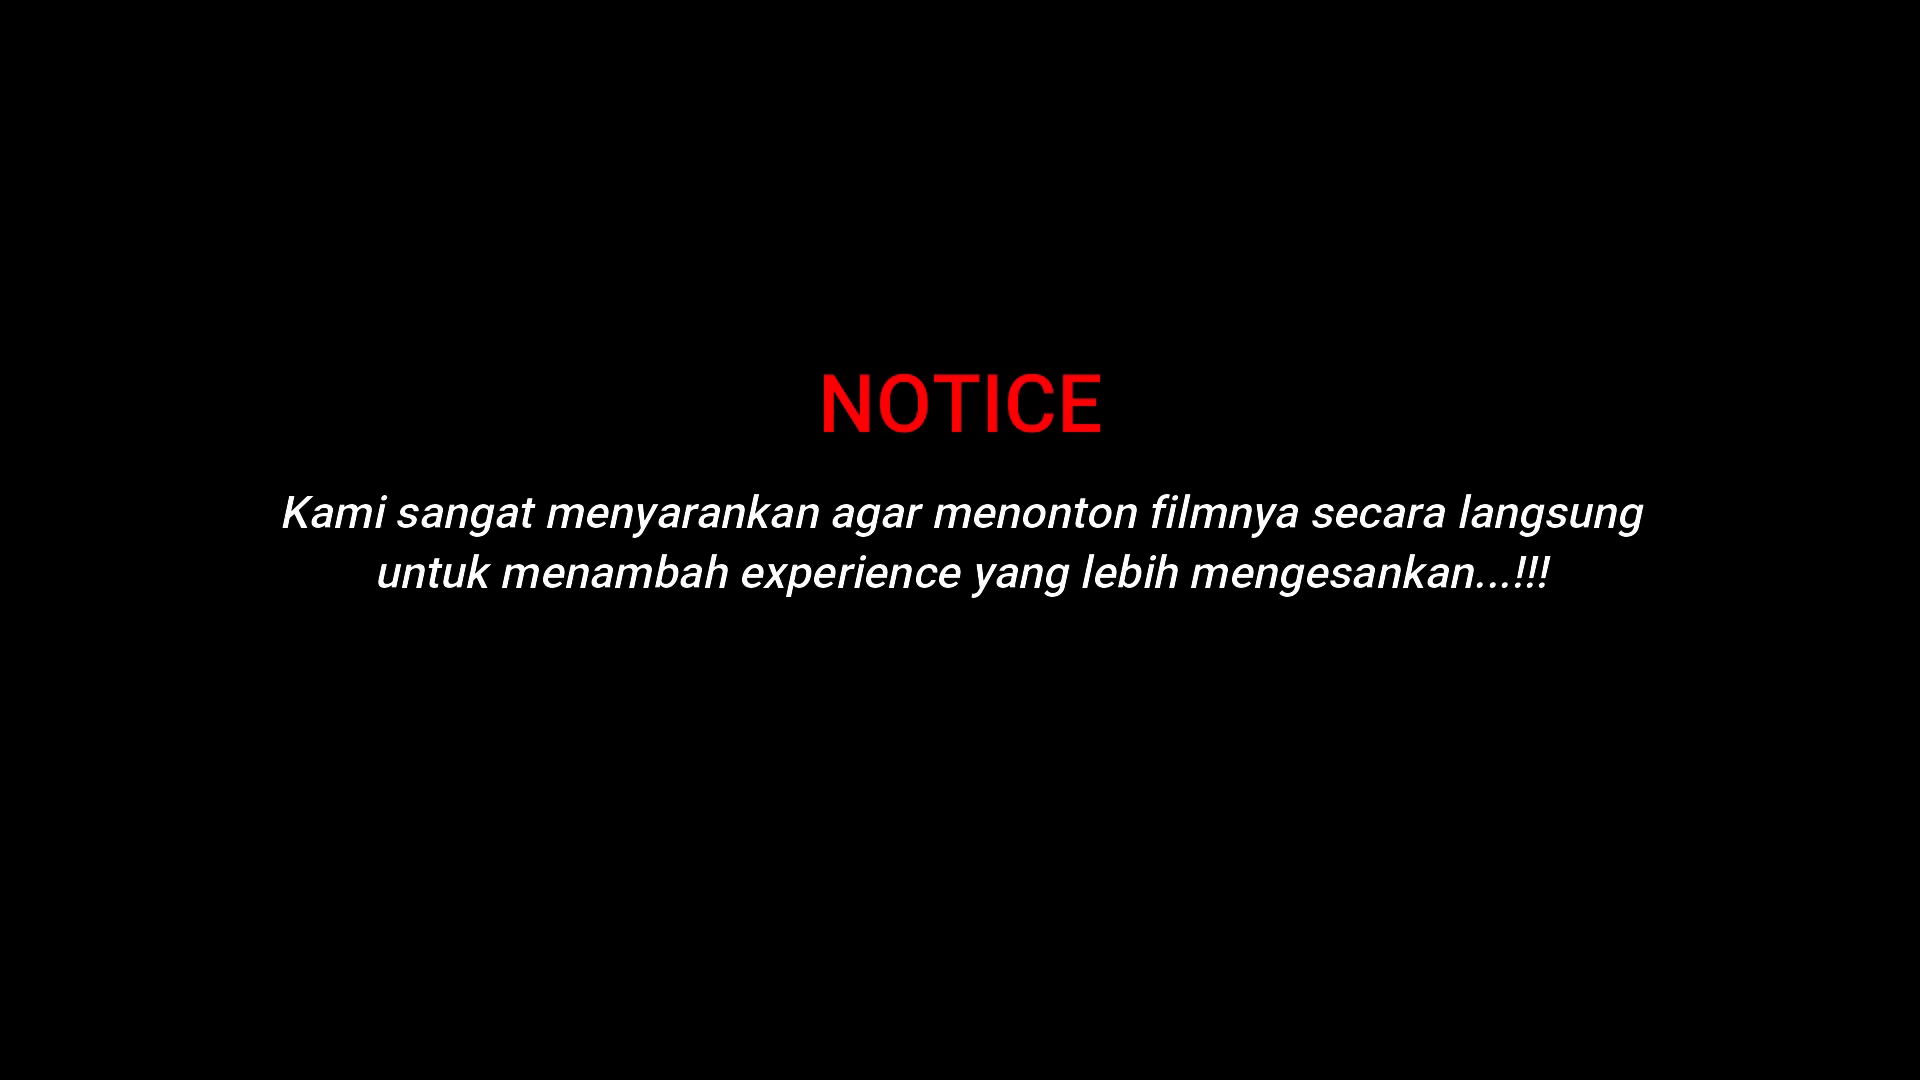 NOTICE
Kami sangat menyarankan agar menonton filmnya secara langsung
untuk menambah experience yang lebih mengesankan...!!!